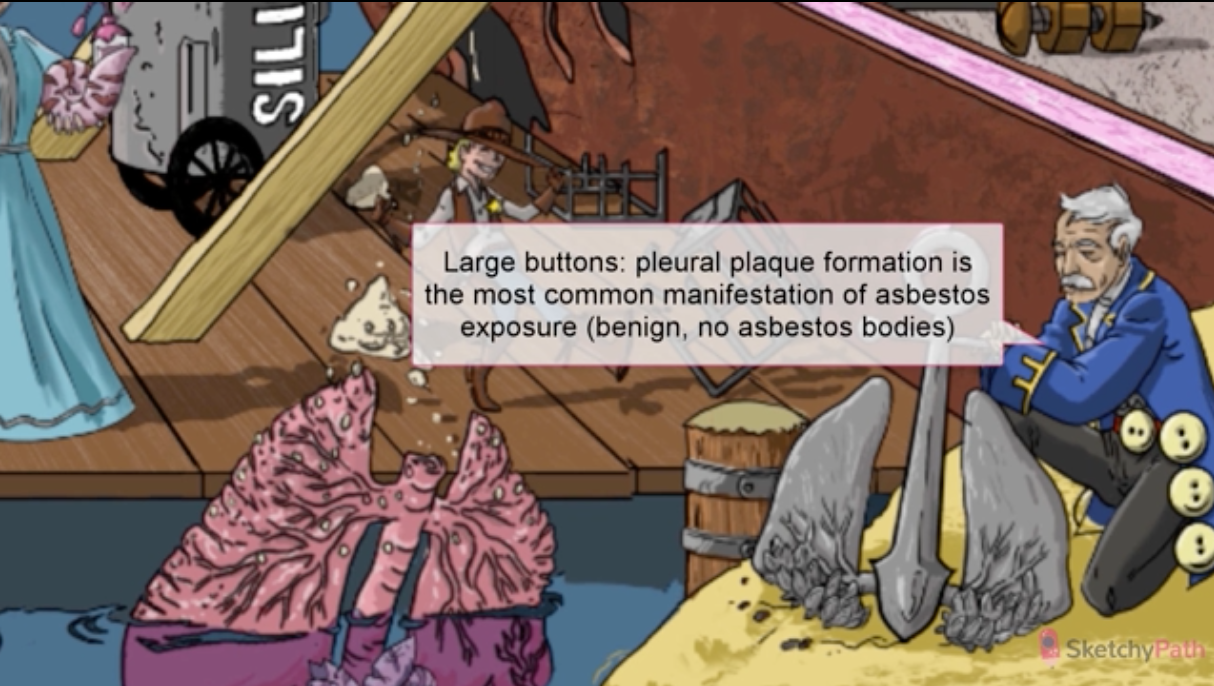 SILI
Large buttons: pleural plaque formation is
the most common manifestation of asbestos
exposure (benign, no asbestos bodies)
SketchyPath